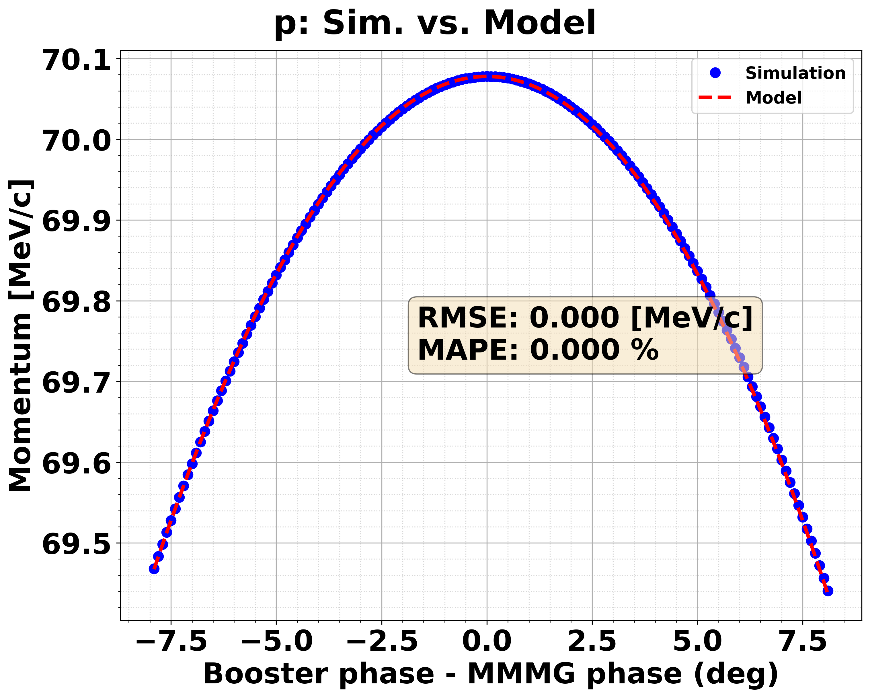 p: Sim. vs. Model
70.1
70.0
69.9
69.8
69.7
69.6
69.5
Momentum [MeV/c]
Simulation
Model
RMSE: 0.000 [MeV/c]
MAPE: 0.000 %
−7.5 −5.0 −2.5 0.0 2.5 5.0 7.5
Booster phase - MMMG phase (deg)